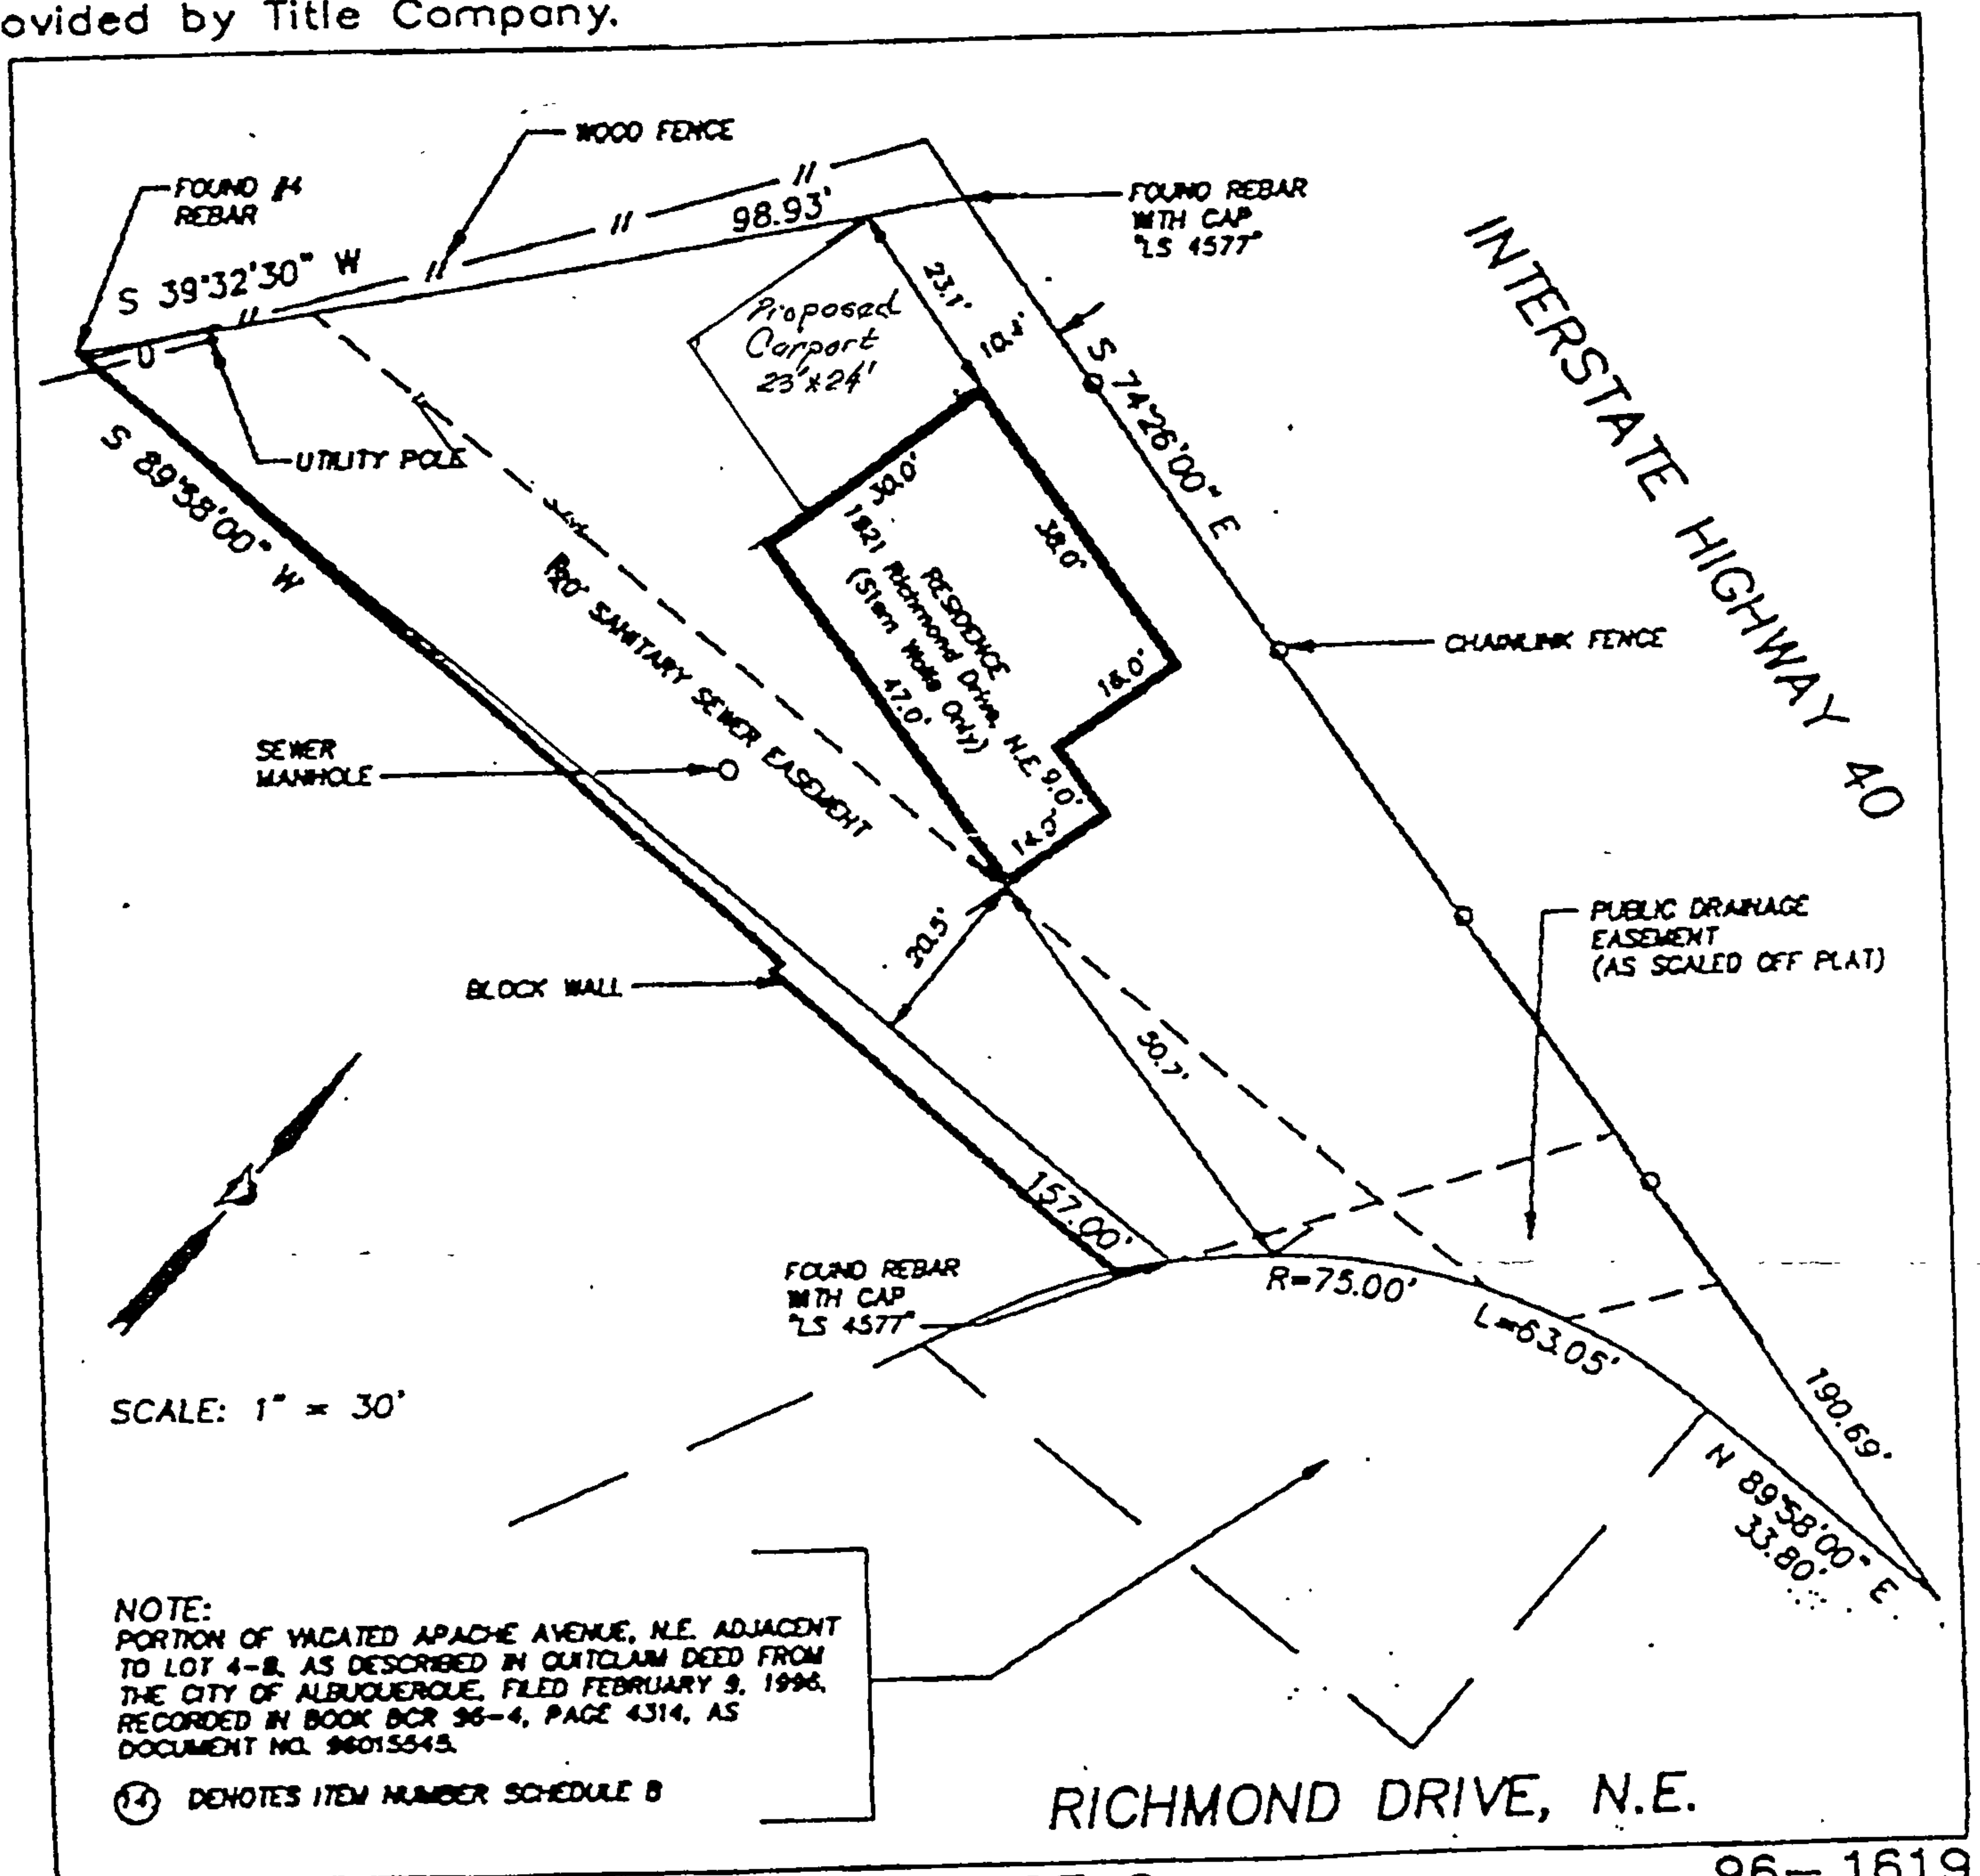 ovided by Title Company.
WOOD FENCE
FOUND #4
REBAR
98.93'
FOUND REBAR
WITH CAP
"LS 4577"
S 39°32'30" W
INTERSTATE HIGHWAY 40
23.1'
Proposed
Carport
23'x24'
S 74°26'00" E
UTILITY POLE
S 89°58'00" W
30.0'
38.0'
RESIDENCE
1821 Richmond Drive, N.E.
(Stem Walls Only)
47.0'
16.0'
9.0'
14.0'
CHAINLINK FENCE
SANITARY SEWER EASEMENT
SEWER
MANHOLE
20.5'
PUBLIC DRAINAGE
EASEMENT
(AS SCALED OFF PLAT)
BLOCK WALL
50.7'
157.00'
FOUND REBAR
WITH CAP
"LS 4577"
R=75.00'
L=63.05'
190.69'
N 89°58'00" E
33.80'
SCALE: 1" = 30'
NOTE:
PORTION OF VACATED APACHE AVENUE, N.E. ADJACENT
TO LOT 4-B, AS DESCRIBED IN QUITCLAIM DEED FROM
THE CITY OF ALBUQUERQUE, FILED FEBRUARY 9, 1996,
RECORDED IN BOOK BCR 96-4, PAGE 4314, AS
DOCUMENT NO. 96015545.
14 DENOTES ITEM NUMBER SCHEDULE B
RICHMOND DRIVE, N.E.
96-1619